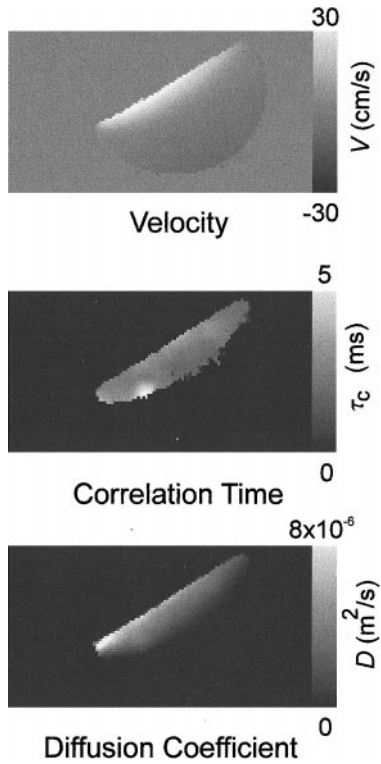 30
V (cm/s)
-30
Velocity
5
τc (ms)
0
Correlation Time
8x10⁻⁶
D (m²/s)
0
Diffusion Coefficient